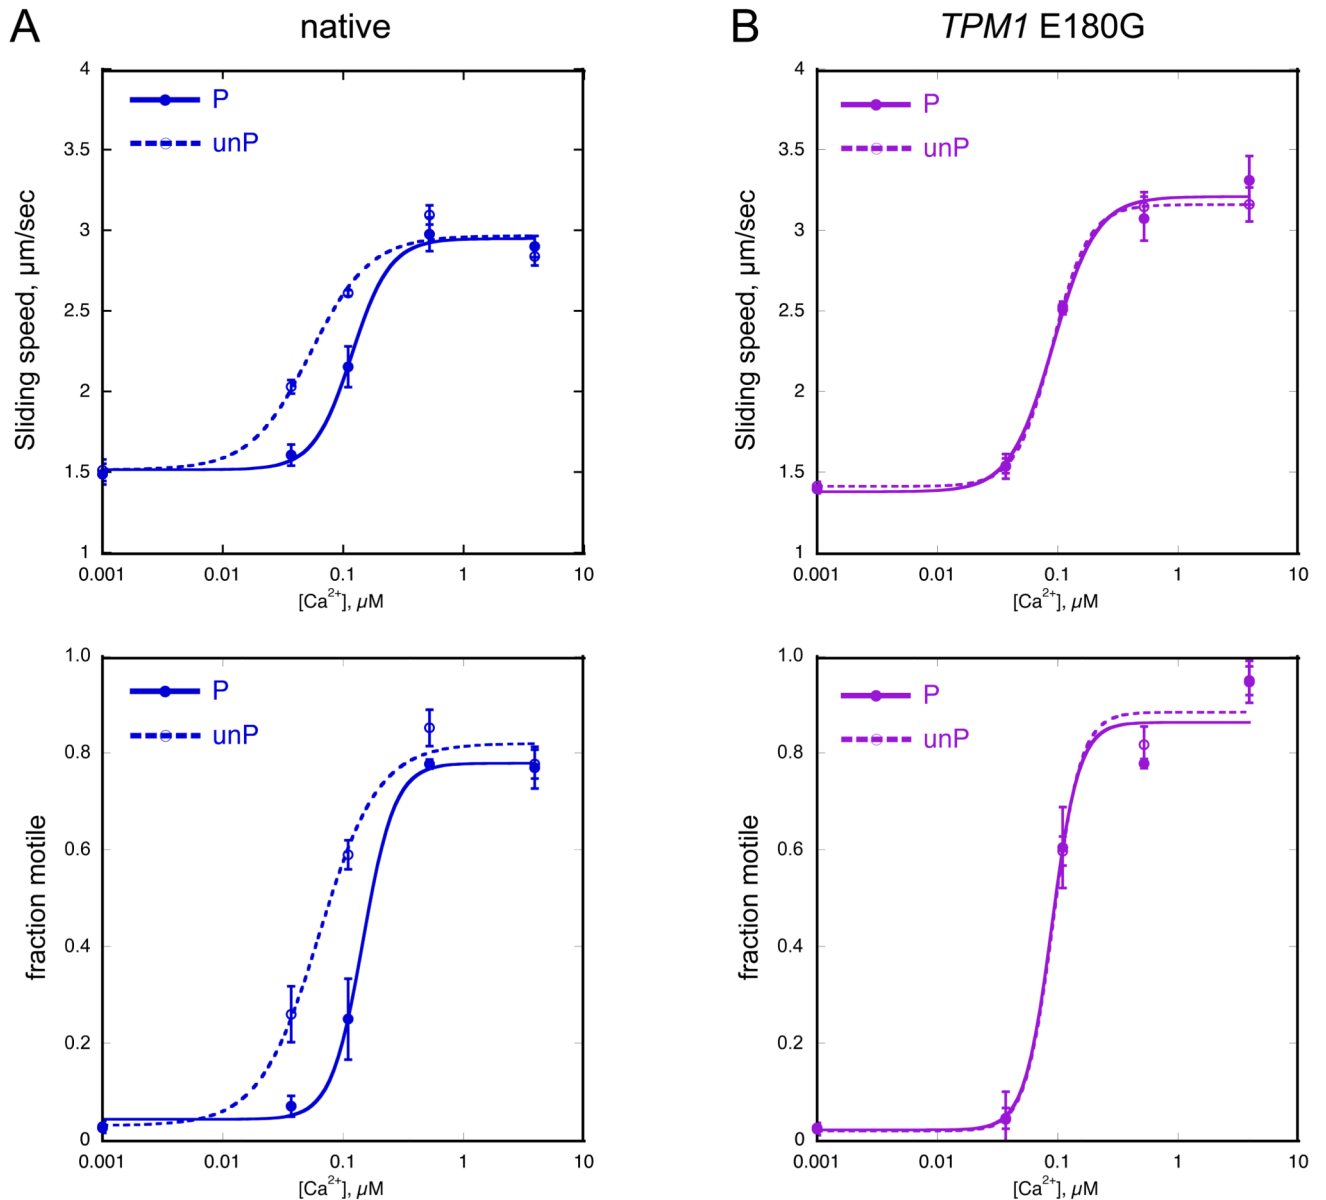 A
native
4
3.5
3
2.5
2
1.5
1
P
unP
Sliding speed, μm/sec
0.001
0.01
0.1
1
10
[Ca²⁺], μM
B
TPM1 E180G
4
3.5
3
2.5
2
1.5
1
P
unP
Sliding speed, μm/sec
0.001
0.01
0.1
1
10
[Ca²⁺], μM
1.0
0.8
0.6
0.4
0.2
0
P
unP
fraction motile
0.001
0.01
0.1
1
10
[Ca²⁺], μM
1.0
0.8
0.6
0.4
0.2
0
P
unP
fraction motile
0.001
0.01
0.1
1
10
[Ca²⁺], μM